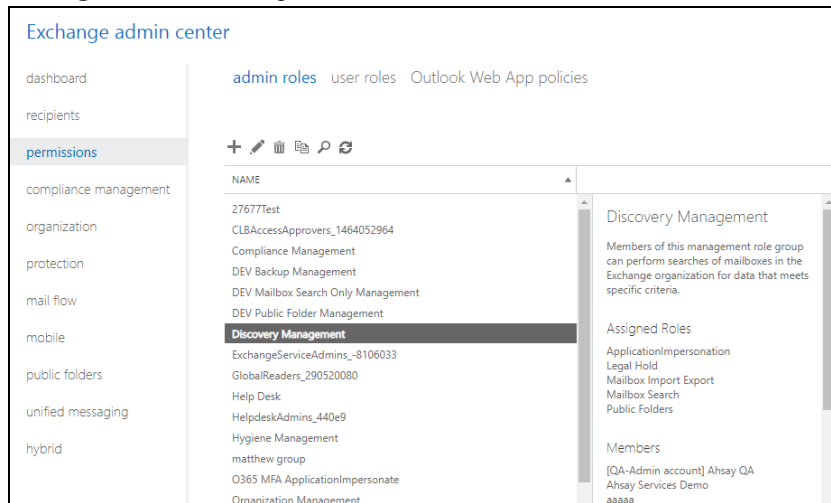 Exchange admin center
dashboard
recipients
permissions
compliance management
organization
protection
mail flow
mobile
public folders
unified messaging
hybrid
admin roles user roles Outlook Web App policies
NAME
27677Test
CLBAccessApprovers_1464052964
Compliance Management
DEV Backup Management
DEV Mailbox Search Only Management
DEV Public Folder Management
Discovery Management
ExchangeServiceAdmins_-8106033
GlobalReaders_290520080
Help Desk
HelpdeskAdmins_440e9
Hygiene Management
matthew group
O365 MFA ApplicationImpersonate
Organization Management
Discovery Management
Members of this management role group
can perform searches of mailboxes in the
Exchange organization for data that meets
specific criteria.
Assigned Roles
ApplicationImpersonation
Legal Hold
Mailbox Import Export
Mailbox Search
Public Folders
Members
[QA-Admin account] Ahsay QA
Ahsay Services Demo
aaaaa